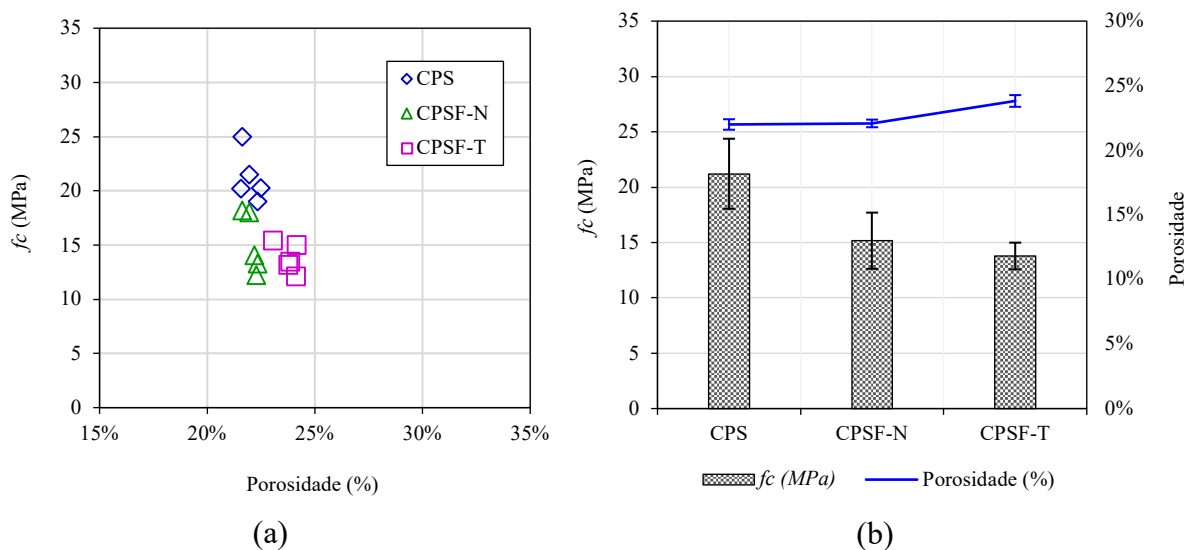 35
30
25
20
15
10
5
0
fc (MPa)
CPS
CPSF-N
CPSF-T
15% 20% 25% 30% 35%
Porosidade (%)
(a)
35
30
25
20
15
10
5
0
fc (MPa)
30%
25%
20%
15%
10%
5%
0%
Porosidade
CPS CPSF-N CPSF-T
fc (MPa) Porosidade (%)
(b)